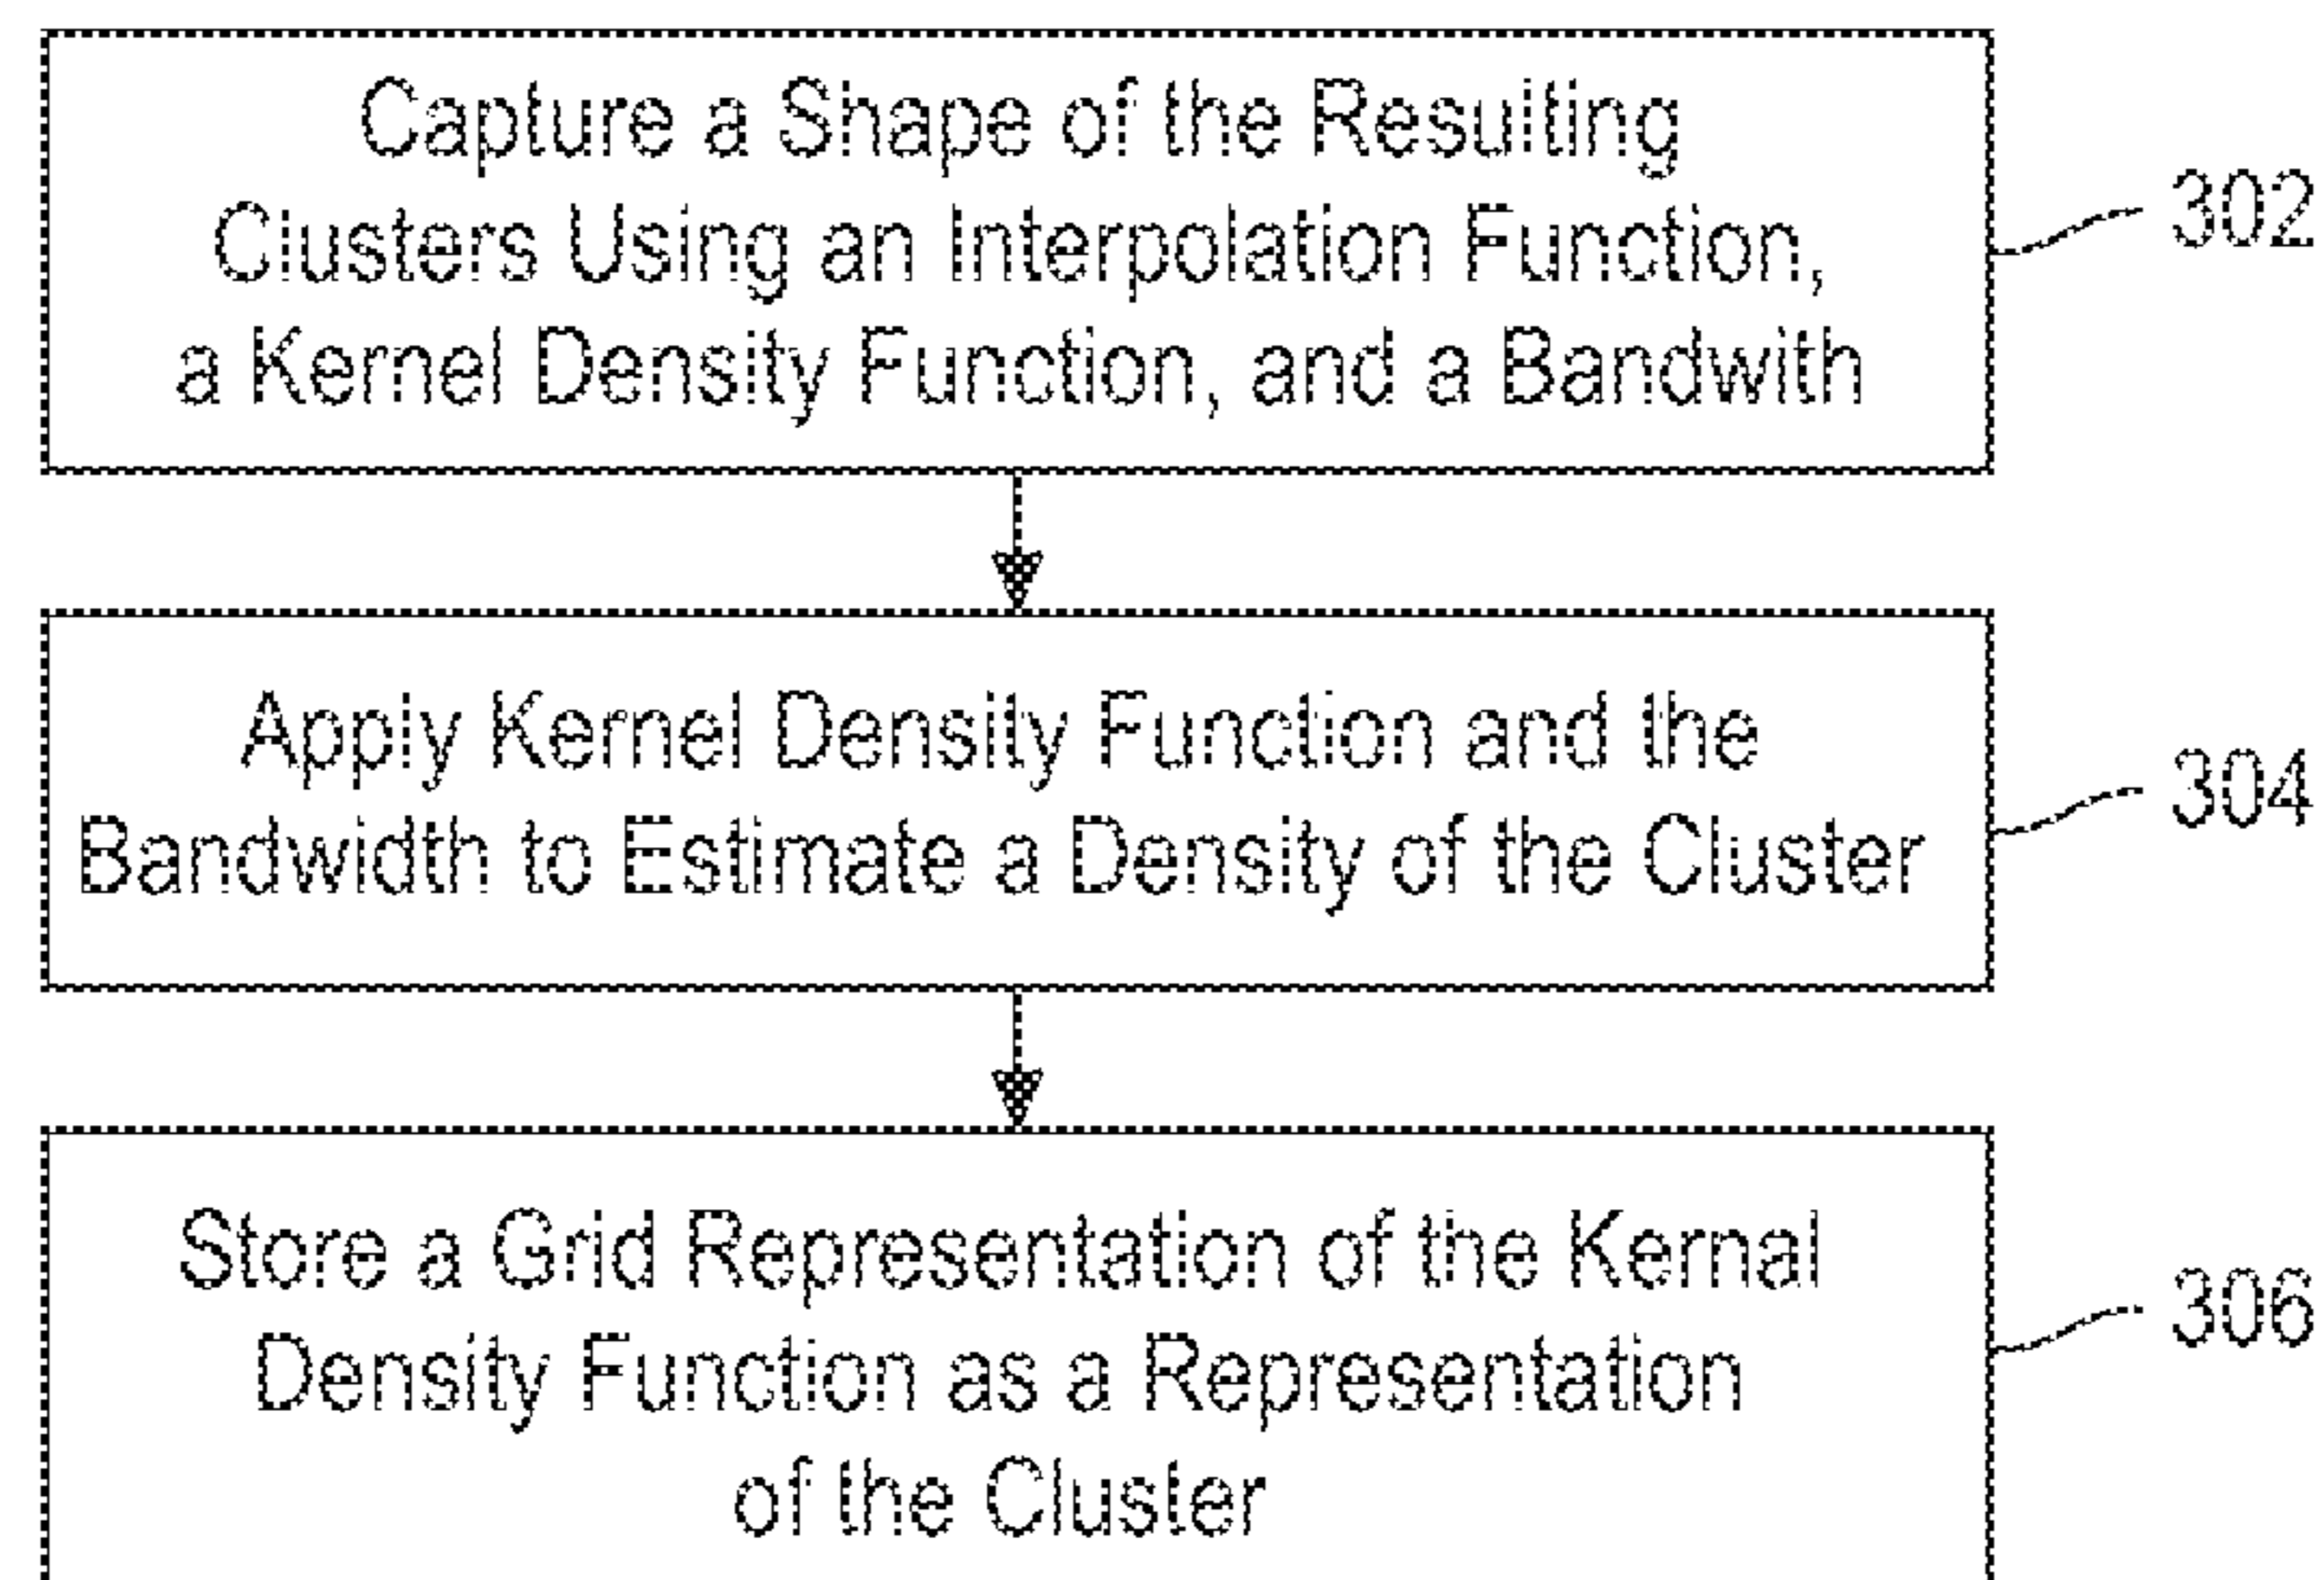 Capture a Shape of the Resulting
Clusters Using an Interpolation Function,
a Kernel Density Function, and a Bandwith
302
Apply Kernel Density Function and the
Bandwidth to Estimate a Density of the Cluster
304
Store a Grid Representation of the Kernal
Density Function as a Representation
of the Cluster
306